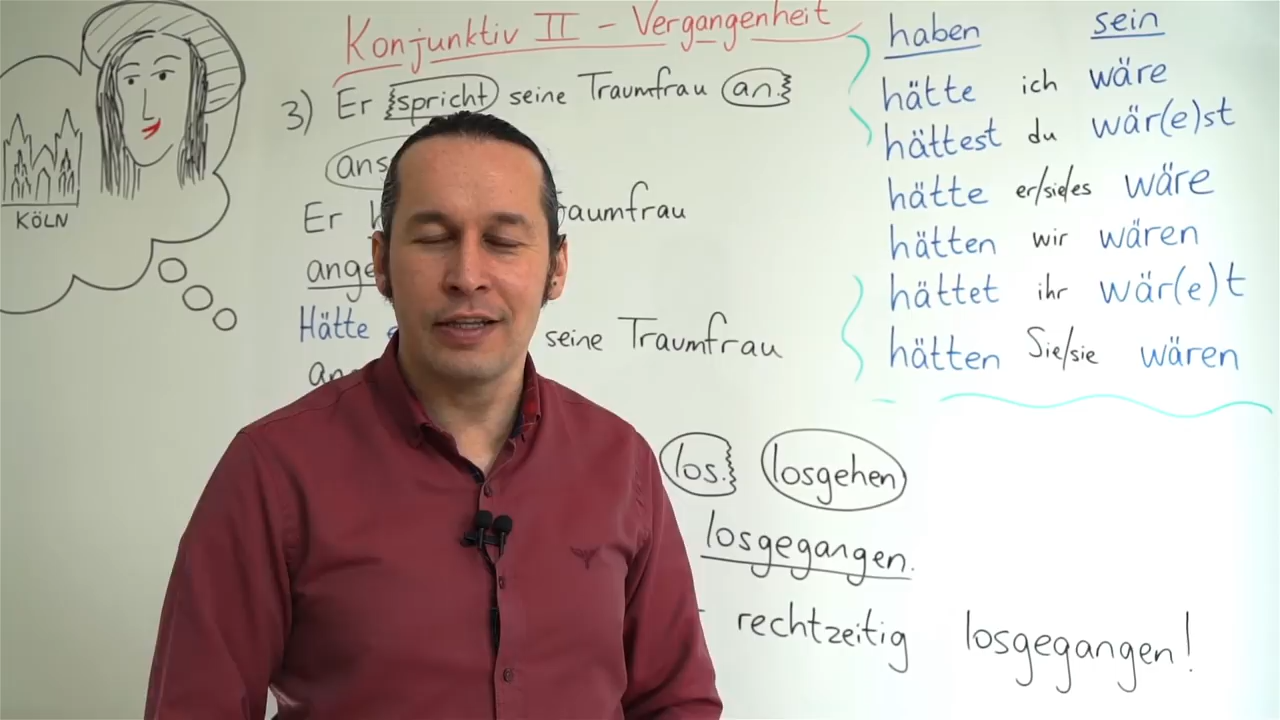 Konjunktiv II - Vergangenheit
3) Er spricht seine Traumfrau an.
Er
seine Traumfrau
Hätte
los. losgehen
losgegangen.
rechtzeitig losgegangen!
KÖLN
haben sein
hätte ich wäre
hättest du wär(e)st
hätte er/sie/es wäre
hätten wir wären
hättet ihr wär(e)t
hätten Sie/sie wären